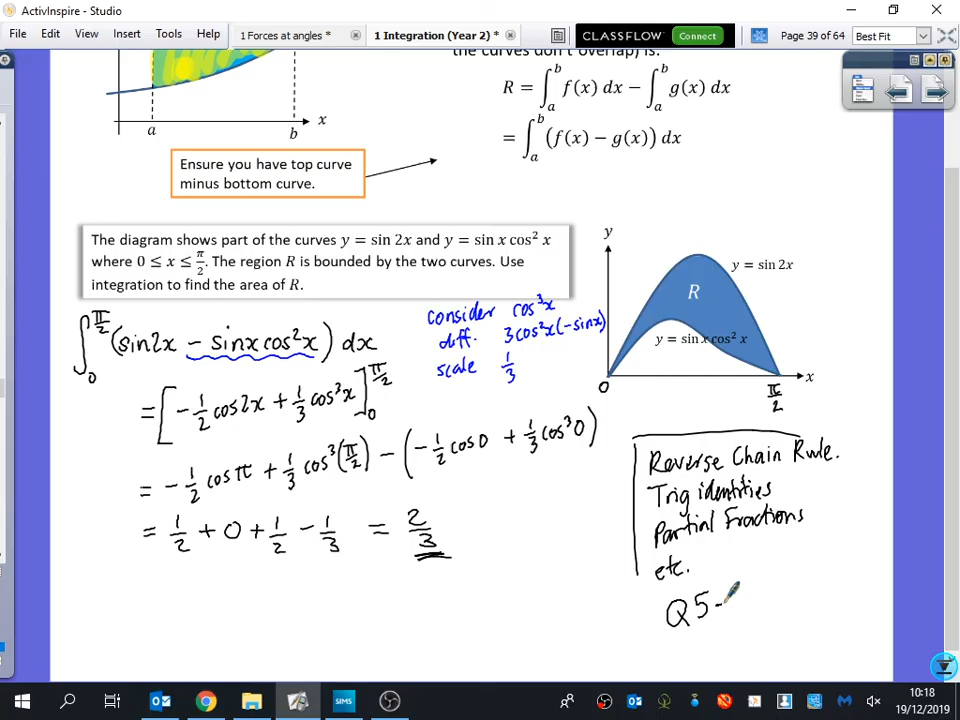 ActivInspire - Studio
File Edit View Insert Tools Help
1 Forces at angles *
1 Integration (Year 2) *
CLASSFLOW Connect
Page 39 of 64
Best Fit
the curves don't overlap) is:
R = ∫_a^b f(x) dx − ∫_a^b g(x) dx
= ∫_a^b (f(x) − g(x)) dx
a b x
Ensure you have top curve
minus bottom curve.
The diagram shows part of the curves y = sin 2x and y = sin x cos² x
where 0 ≤ x ≤ π/2. The region R is bounded by the two curves. Use
integration to find the area of R.
y
y = sin 2x
R
y = sin x cos² x
x
0
π/2
∫_0^{π/2} (sin2x − sinxcos²x) dx
consider cos³x
diff. 3cos²x(−sinx)
scale 1/3
= [−1/2 cos2x + 1/3 cos³x]_0^{π/2}
= −1/2 cosπ + 1/3 cos³(π/2) − (−1/2 cos0 + 1/3 cos³0)
= 1/2 + 0 + 1/2 − 1/3 = 2/3
Reverse Chain Rule.
Trig identities
Partial Fractions
etc.
Q5-
SIMS
10:18
19/12/2019